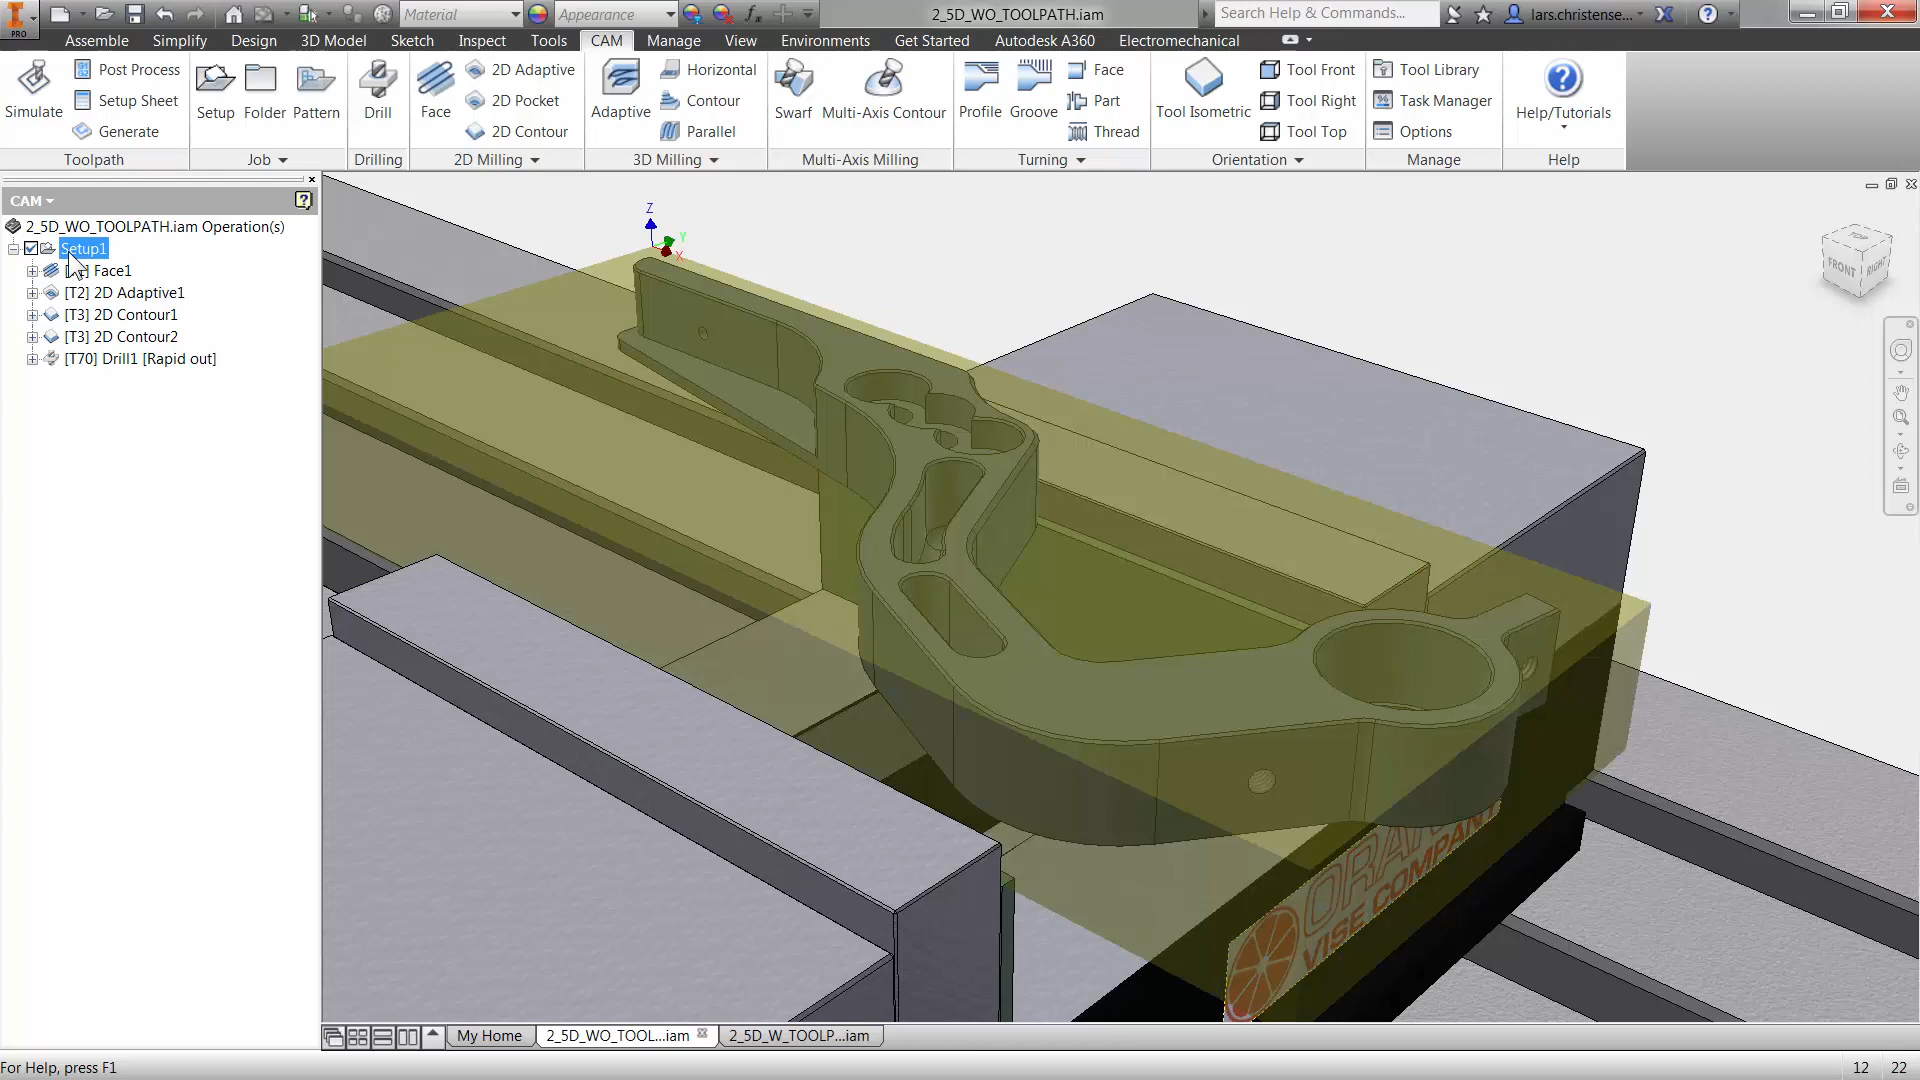 PRO
Material
Appearance
2_5D_WO_TOOLPATH.iam
Search Help & Commands...
lars.christense...
Assemble
Simplify
Design
3D Model
Sketch
Inspect
Tools
CAM
Manage
View
Environments
Get Started
Autodesk A360
Electromechanical
Simulate
Post Process
Setup Sheet
Generate
Toolpath
Setup
Folder
Pattern
Job
Drill
Drilling
Face
2D Adaptive
2D Pocket
2D Contour
2D Milling
Adaptive
Horizontal
Contour
Parallel
3D Milling
Swarf
Multi-Axis Contour
Multi-Axis Milling
Profile
Groove
Face
Part
Thread
Turning
Tool Isometric
Tool Front
Tool Right
Tool Top
Orientation
Tool Library
Task Manager
Options
Manage
Help/Tutorials
Help
CAM
2_5D_WO_TOOLPATH.iam Operation(s)
Setup1
Face1
[T2] 2D Adaptive1
[T3] 2D Contour1
[T3] 2D Contour2
[T70] Drill1 [Rapid out]
Z
Y
X
TOP
FRONT
RIGHT
VISE COMPANY
My Home
2_5D_WO_TOOL...iam
2_5D_W_TOOLP...iam
For Help, press F1
12
22